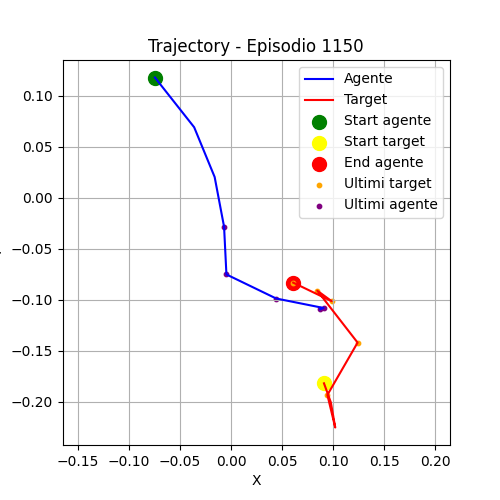 Trajectory - Episodio 1150
Agente
Target
Start agente
Start target
End agente
Ultimi target
Ultimi agente
0.10
0.05
0.00
−0.05
−0.10
−0.15
−0.20
−0.15
−0.10
−0.05
0.00
0.05
0.10
0.15
0.20
X